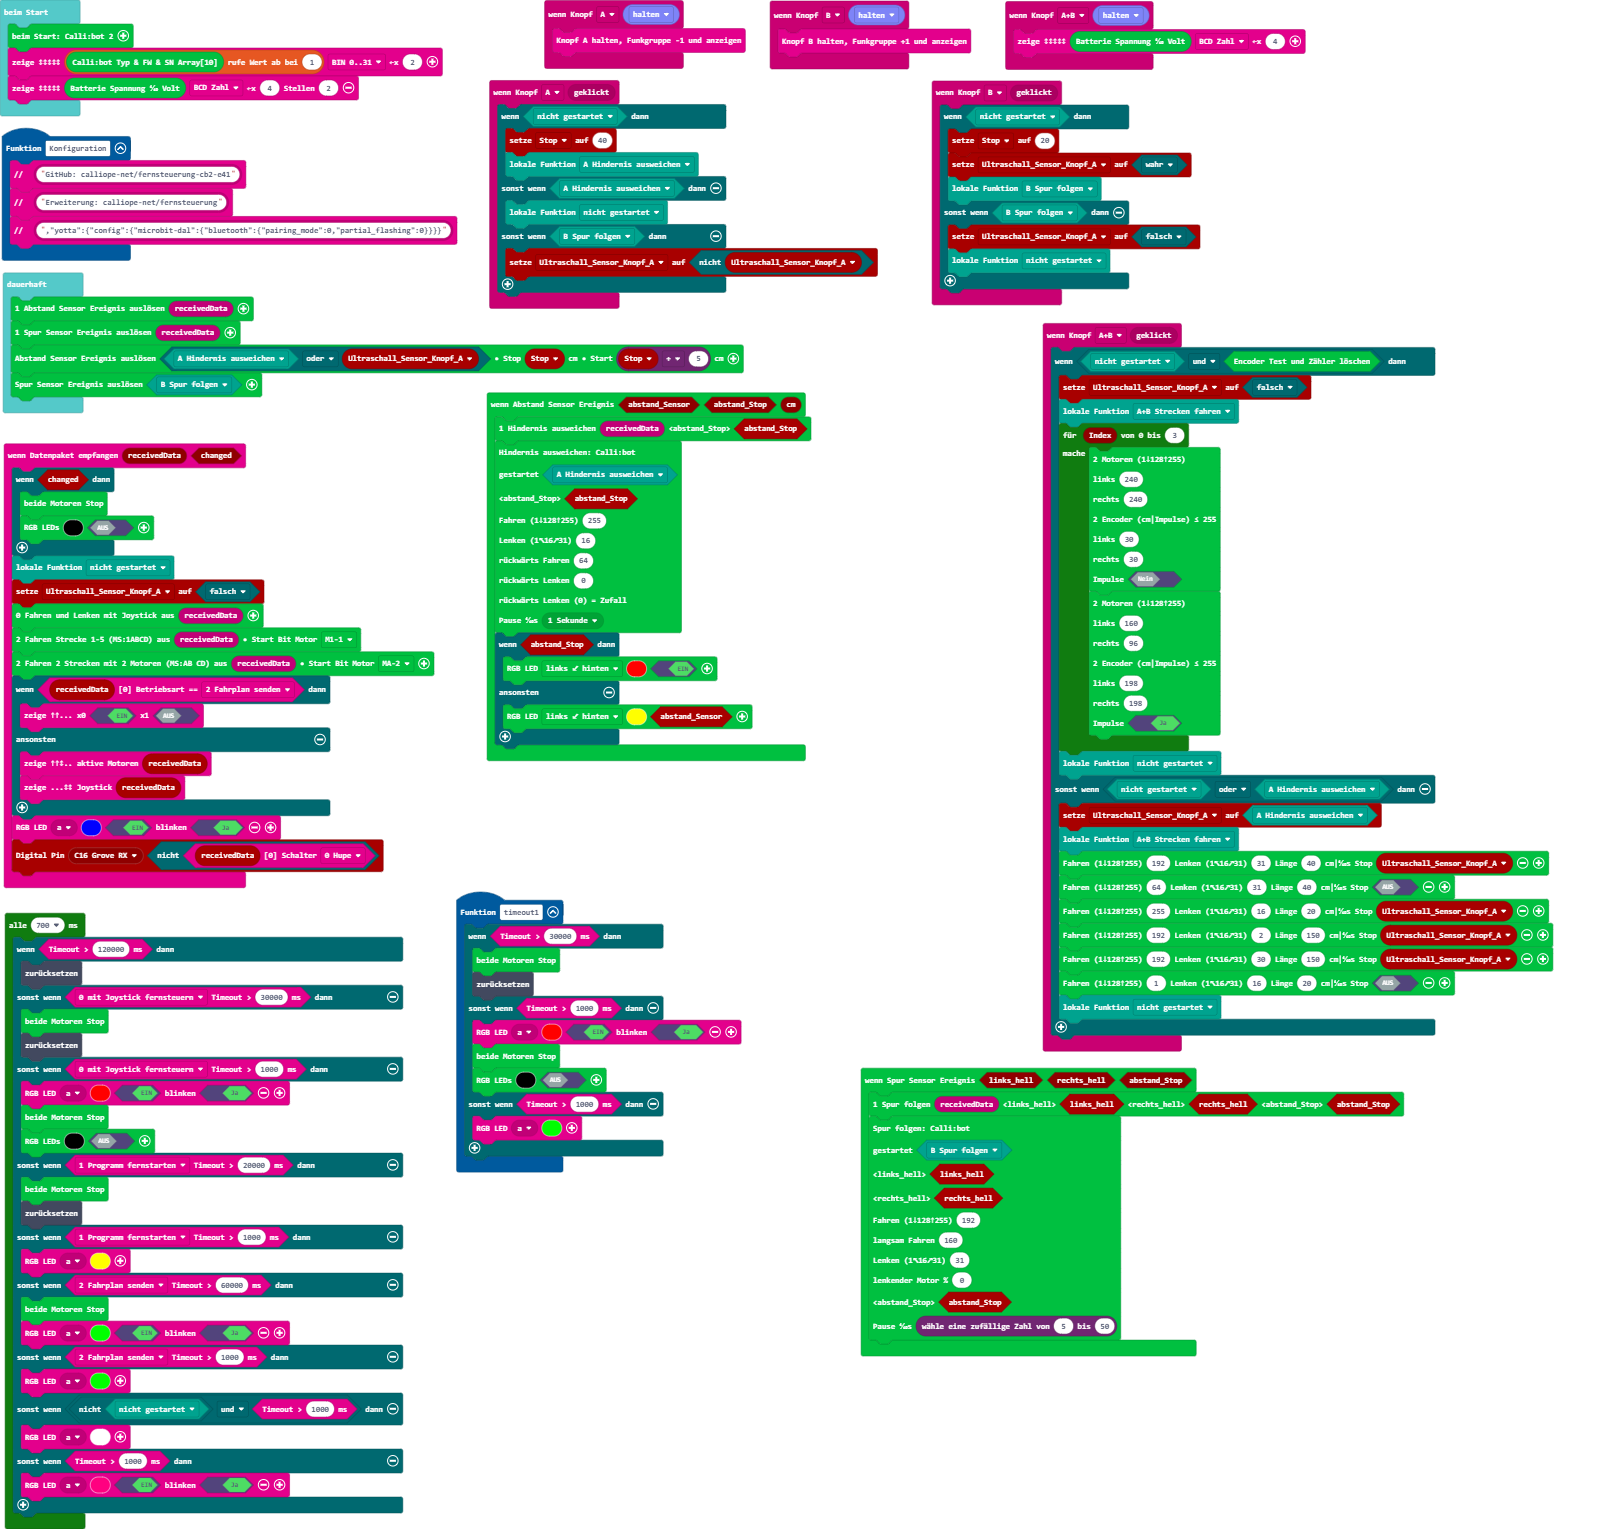 beim Start
beim Start: Calli:bot 2
zeige Calli:bot Typ & FW & SN Array[10] rufe Wert ab bei 1 BIN 0..31 ÷x 2
zeige Batterie Spannung ‰ Volt BCD Zahl ÷x 4 Stellen 2
Funktion Konfiguration
// "GitHub: calliope-net/fernsteuerung-cb2-e41"
// "Erweiterung: calliope-net/fernsteuerung"
// ","yotta":{"config":{"microbit-dal":{"bluetooth":{"pairing_mode":0,"partial_flashing":0}}}}"
dauerhaft
1 Abstand Sensor Ereignis auslösen receivedData
1 Spur Sensor Ereignis auslösen receivedData
Abstand Sensor Ereignis auslösen A Hindernis ausweichen oder Ultraschall_Sensor_Knopf_A • Stop Stop cm • Start Stop ÷ 5 cm
Spur Sensor Ereignis auslösen B Spur folgen
wenn Datenpaket empfangen receivedData changed
wenn changed dann
beide Motoren Stop
RGB LEDs AUS
lokale Funktion nicht gestartet
setze Ultraschall_Sensor_Knopf_A auf falsch
0 Fahren und Lenken mit Joystick aus receivedData
2 Fahren Strecke 1-5 (MS:1ABCD) aus receivedData • Start Bit Motor M1-1
2 Fahren 2 Strecken mit 2 Motoren (MS:AB CD) aus receivedData • Start Bit Motor MA-2
wenn receivedData [0] Betriebsart == 2 Fahrplan senden dann
zeige ↑↑... x0 EIN x1 AUS
ansonsten
zeige ↑↑↕.. aktive Motoren receivedData
zeige ...↕↕ Joystick receivedData
RGB LED a EIN blinken Ja
Digital Pin C16 Grove RX nicht receivedData [0] Schalter 0 Hupe
alle 700 ms
wenn Timeout > 120000 ms dann
zurücksetzen
sonst wenn 0 mit Joystick fernsteuern Timeout > 30000 ms dann
beide Motoren Stop
zurücksetzen
sonst wenn 0 mit Joystick fernsteuern Timeout > 1000 ms dann
RGB LED a EIN blinken Ja
beide Motoren Stop
RGB LEDs AUS
sonst wenn 1 Programm fernstarten Timeout > 20000 ms dann
beide Motoren Stop
zurücksetzen
sonst wenn 1 Programm fernstarten Timeout > 1000 ms dann
RGB LED a
sonst wenn 2 Fahrplan senden Timeout > 60000 ms dann
beide Motoren Stop
RGB LED a EIN blinken Ja
sonst wenn 2 Fahrplan senden Timeout > 1000 ms dann
RGB LED a
sonst wenn nicht nicht gestartet und Timeout > 1000 ms dann
RGB LED a
sonst wenn Timeout > 1000 ms dann
RGB LED a EIN blinken Ja
wenn Knopf A halten
Knopf A halten, Funkgruppe -1 und anzeigen
wenn Knopf B halten
Knopf B halten, Funkgruppe +1 und anzeigen
wenn Knopf A+B halten
zeige Batterie Spannung ‰ Volt BCD Zahl ÷x 4
wenn Knopf A geklickt
wenn nicht gestartet dann
setze Stop auf 40
lokale Funktion A Hindernis ausweichen
sonst wenn A Hindernis ausweichen dann
lokale Funktion nicht gestartet
sonst wenn B Spur folgen dann
setze Ultraschall_Sensor_Knopf_A auf nicht Ultraschall_Sensor_Knopf_A
wenn Knopf B geklickt
wenn nicht gestartet dann
setze Stop auf 20
setze Ultraschall_Sensor_Knopf_A auf wahr
lokale Funktion B Spur folgen
sonst wenn B Spur folgen dann
setze Ultraschall_Sensor_Knopf_A auf falsch
lokale Funktion nicht gestartet
wenn Abstand Sensor Ereignis abstand_Sensor abstand_Stop cm
1 Hindernis ausweichen receivedData <abstand_Stop> abstand_Stop
Hindernis ausweichen: Calli:bot
gestartet A Hindernis ausweichen
<abstand_Stop> abstand_Stop
Fahren (1↓128↑255) 255
Lenken (1↖16↗31) 16
rückwärts Fahren 64
rückwärts Lenken 0
rückwärts Lenken (0) = Zufall
Pause ‰s 1 Sekunde
wenn abstand_Stop dann
RGB LED links ↙ hinten EIN
ansonsten
RGB LED links ↙ hinten abstand_Sensor
Funktion timeout1
wenn Timeout > 30000 ms dann
beide Motoren Stop
zurücksetzen
sonst wenn Timeout > 1000 ms dann
RGB LED a EIN blinken Ja
beide Motoren Stop
RGB LEDs AUS
sonst wenn Timeout > 1000 ms dann
RGB LED a
wenn Knopf A+B geklickt
wenn nicht gestartet und Encoder Test und Zähler löschen dann
setze Ultraschall_Sensor_Knopf_A auf falsch
lokale Funktion A+B Strecken fahren
für Index von 0 bis 3
mache
2 Motoren (1↓128↑255)
links 240
rechts 240
2 Encoder (cm|Impulse) ≤ 255
links 30
rechts 30
Impulse Nein
2 Motoren (1↓128↑255)
links 160
rechts 96
2 Encoder (cm|Impulse) ≤ 255
links 198
rechts 198
Impulse Ja
lokale Funktion nicht gestartet
sonst wenn nicht gestartet oder A Hindernis ausweichen dann
setze Ultraschall_Sensor_Knopf_A auf A Hindernis ausweichen
lokale Funktion A+B Strecken fahren
Fahren (1↓128↑255) 192 Lenken (1↖16↗31) 31 Länge 40 cm|‰s Stop Ultraschall_Sensor_Knopf_A
Fahren (1↓128↑255) 64 Lenken (1↖16↗31) 31 Länge 40 cm|‰s Stop AUS
Fahren (1↓128↑255) 255 Lenken (1↖16↗31) 16 Länge 20 cm|‰s Stop Ultraschall_Sensor_Knopf_A
Fahren (1↓128↑255) 192 Lenken (1↖16↗31) 2 Länge 150 cm|‰s Stop Ultraschall_Sensor_Knopf_A
Fahren (1↓128↑255) 192 Lenken (1↖16↗31) 30 Länge 150 cm|‰s Stop Ultraschall_Sensor_Knopf_A
Fahren (1↓128↑255) 1 Lenken (1↖16↗31) 16 Länge 20 cm|‰s Stop AUS
lokale Funktion nicht gestartet
wenn Spur Sensor Ereignis links_hell rechts_hell abstand_Stop
1 Spur folgen receivedData <links_hell> links_hell <rechts_hell> rechts_hell <abstand_Stop> abstand_Stop
Spur folgen: Calli:bot
gestartet B Spur folgen
<links_hell> links_hell
<rechts_hell> rechts_hell
Fahren (1↓128↑255) 192
langsam Fahren 160
Lenken (1↖16↗31) 31
lenkender Motor % 0
<abstand_Stop> abstand_Stop
Pause ‰s wähle eine zufällige Zahl von 5 bis 50